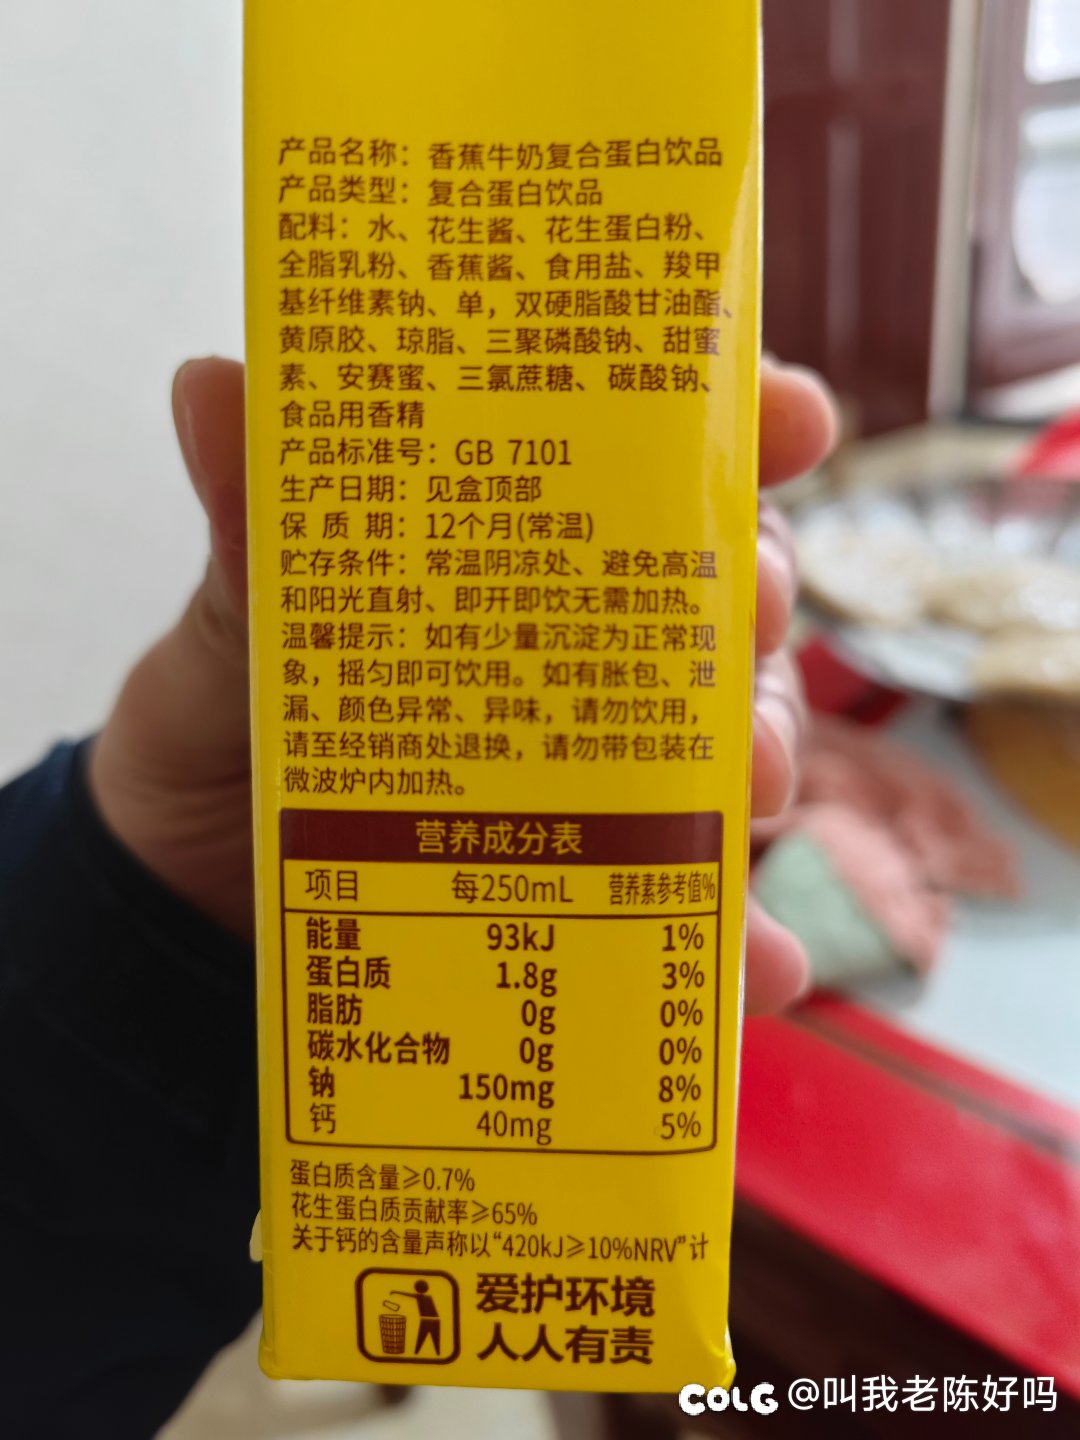 产品名称：香蕉牛奶复合蛋白饮品
产品类型：复合蛋白饮品
配料：水、花生酱、花生蛋白粉、
全脂乳粉、香蕉酱、食用盐、羧甲
基纤维素钠、单，双硬脂酸甘油酯、
黄原胶、琼脂、三聚磷酸钠、甜蜜
素、安赛蜜、三氯蔗糖、碳酸钠、
食品用香精
产品标准号：GB 7101
生产日期：见盒顶部
保 质 期：12个月(常温)
贮存条件：常温阴凉处、避免高温
和阳光直射、即开即饮无需加热。
温馨提示：如有少量沉淀为正常现
象，摇匀即可饮用。如有胀包、泄
漏、颜色异常、异味，请勿饮用，
请至经销商处退换，请勿带包装在
微波炉内加热。
营养成分表
项目 每250mL 营养素参考值%
能量 93kJ 1%
蛋白质 1.8g 3%
脂肪 0g 0%
碳水化合物 0g 0%
钠 150mg 8%
钙 40mg 5%
蛋白质含量≥0.7%
花生蛋白质贡献率≥65%
关于钙的含量声称以“420kJ≥10%NRV”计
爱护环境
人人有责
COLG @叫我老陈好吗